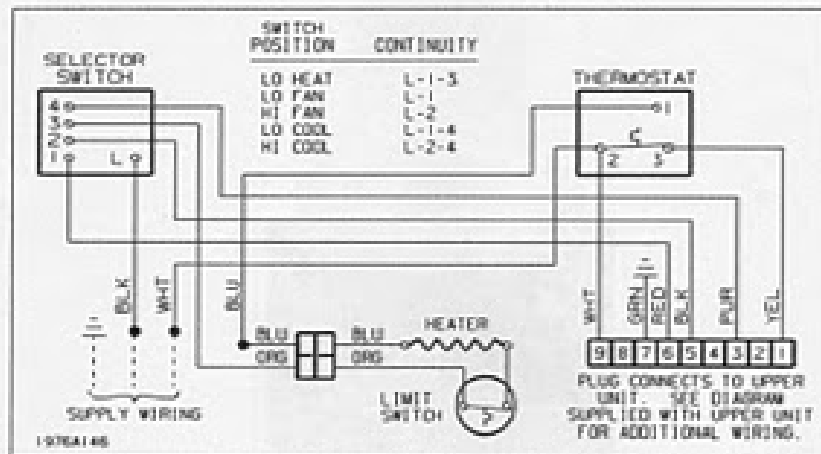 SWITCH POSITION CONTINUITY
LO HEAT L-1-3
LO FAN L-1
HI FAN L-2
LO COOL L-1-4
HI COOL L-2-4
SELECTOR
SWITCH
4
3
2
1 L
THERMOSTAT
1
2 3
BLK
WHT
BLU
WHT
GRN
RED
BLK
PUR
YEL
BLU BLU
ORG ORG
HEATER
LIMIT
SWITCH
9 8 7 6 5 4 3 2 1
PLUG CONNECTS TO UPPER
UNIT. SEE DIAGRAM
SUPPLIED WITH UPPER UNIT
FOR ADDITIONAL WIRING.
SUPPLY WIRING
1976A146